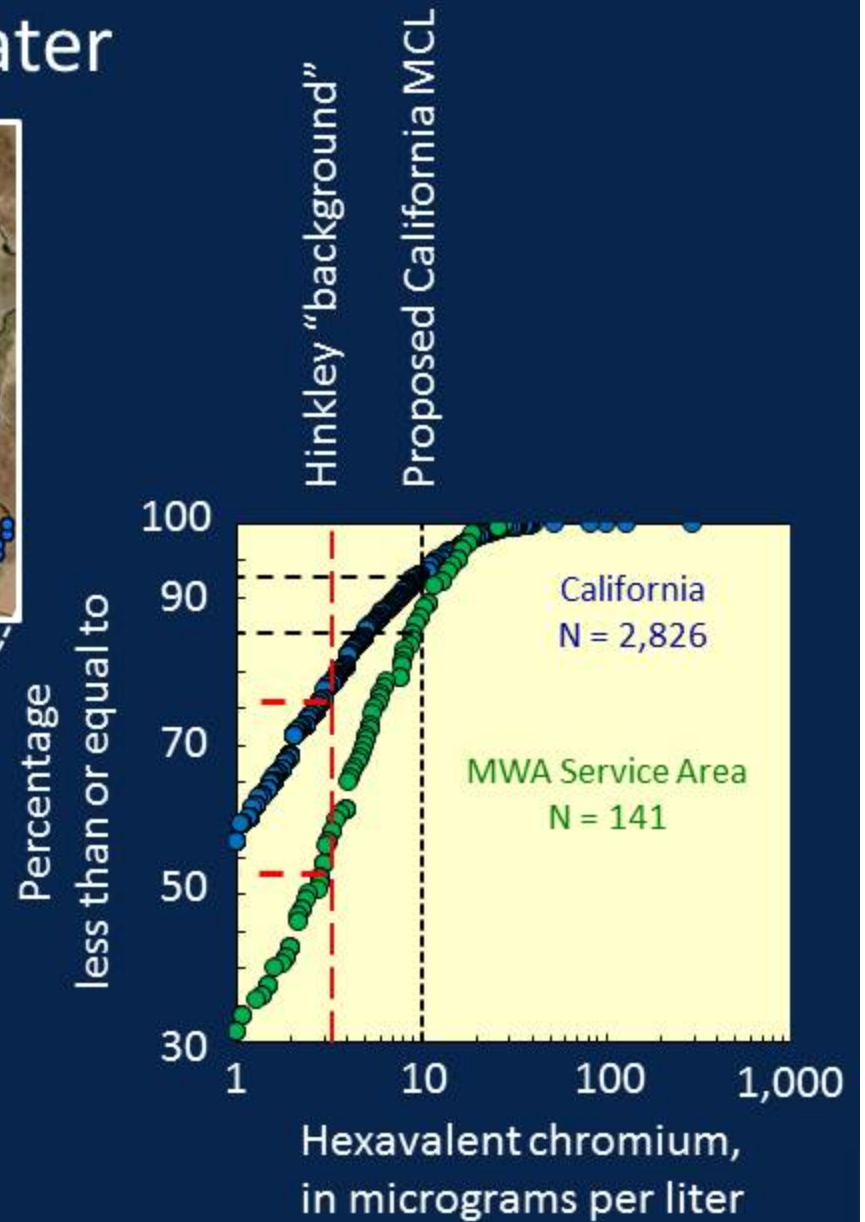 ater
Hinkley “background”
Proposed California MCL
100
90
70
50
30
Percentage
less than or equal to
California
N = 2,826
MWA Service Area
N = 141
1
10
100
1,000
Hexavalent chromium,
in micrograms per liter